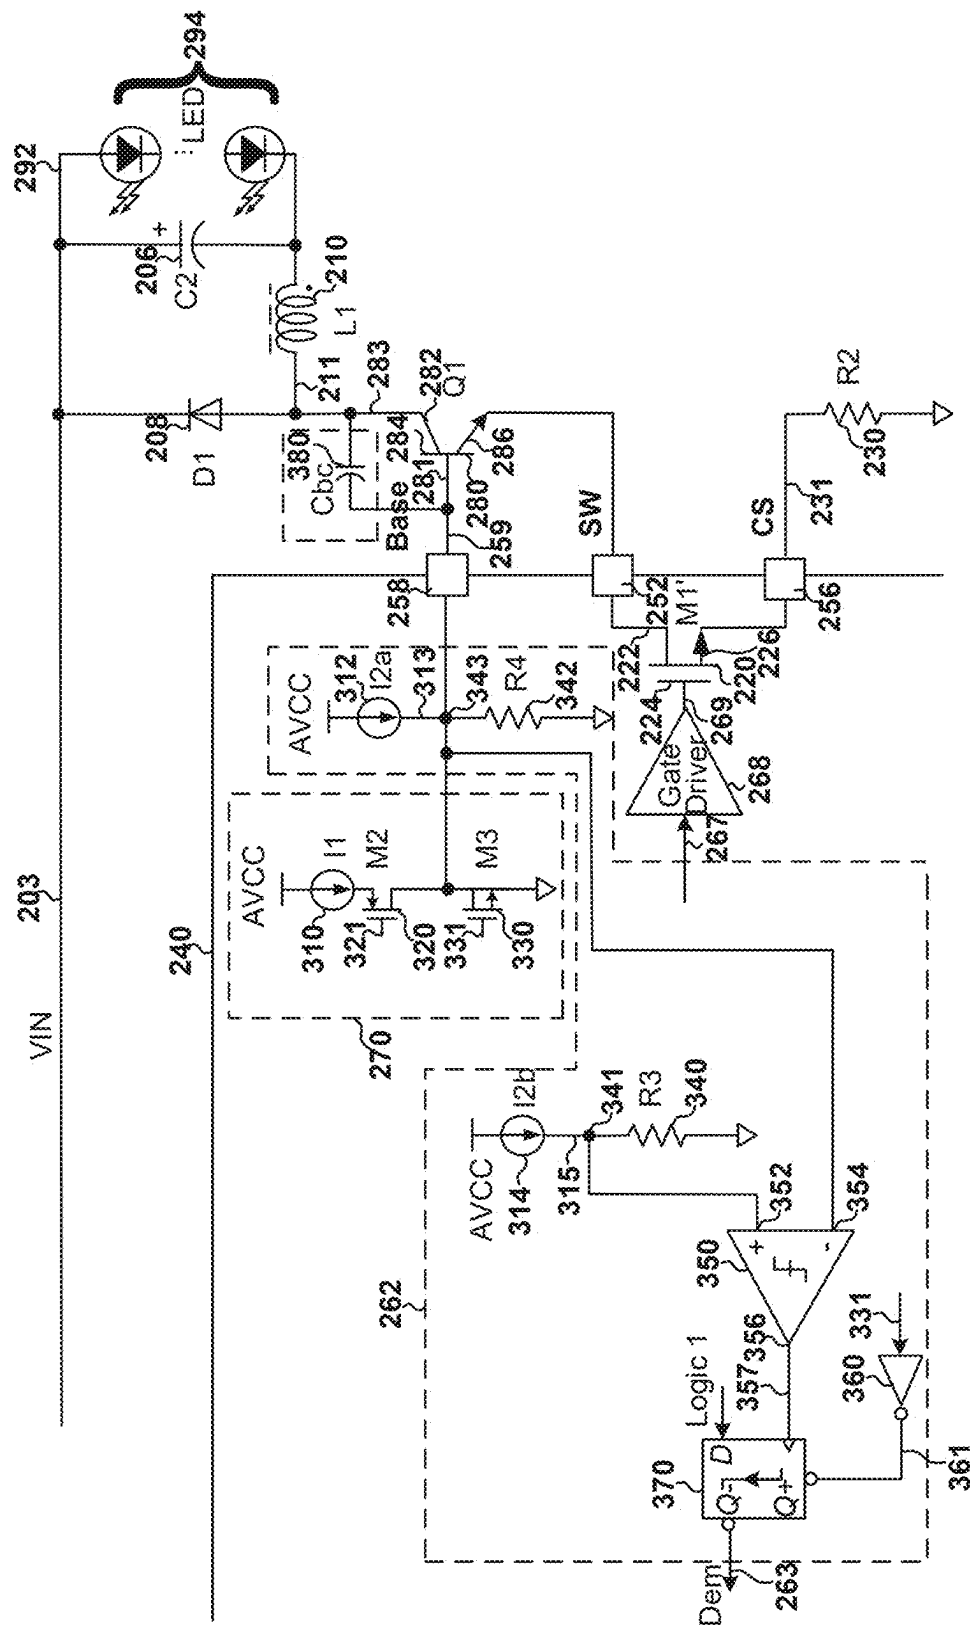 VIN
203
292
294
LED
206
C2
+
210
L1
211
208
D1
283
282
Q1
284
380
Cbc
281
280
286
Base
259
258
240
SW
252
M1'
CS
256
231
230
R2
AVCC
312
I2a
313
343
R4
342
222
224
220
226
269
Gate
Driver
268
267
AVCC
I1
310
M2
321
320
M3
331
330
270
AVCC
I2b
314
315
341
R3
340
262
352
354
+
-
350
356
357
331
360
361
Logic 1
370
D
Q-
Q+
Dem
263